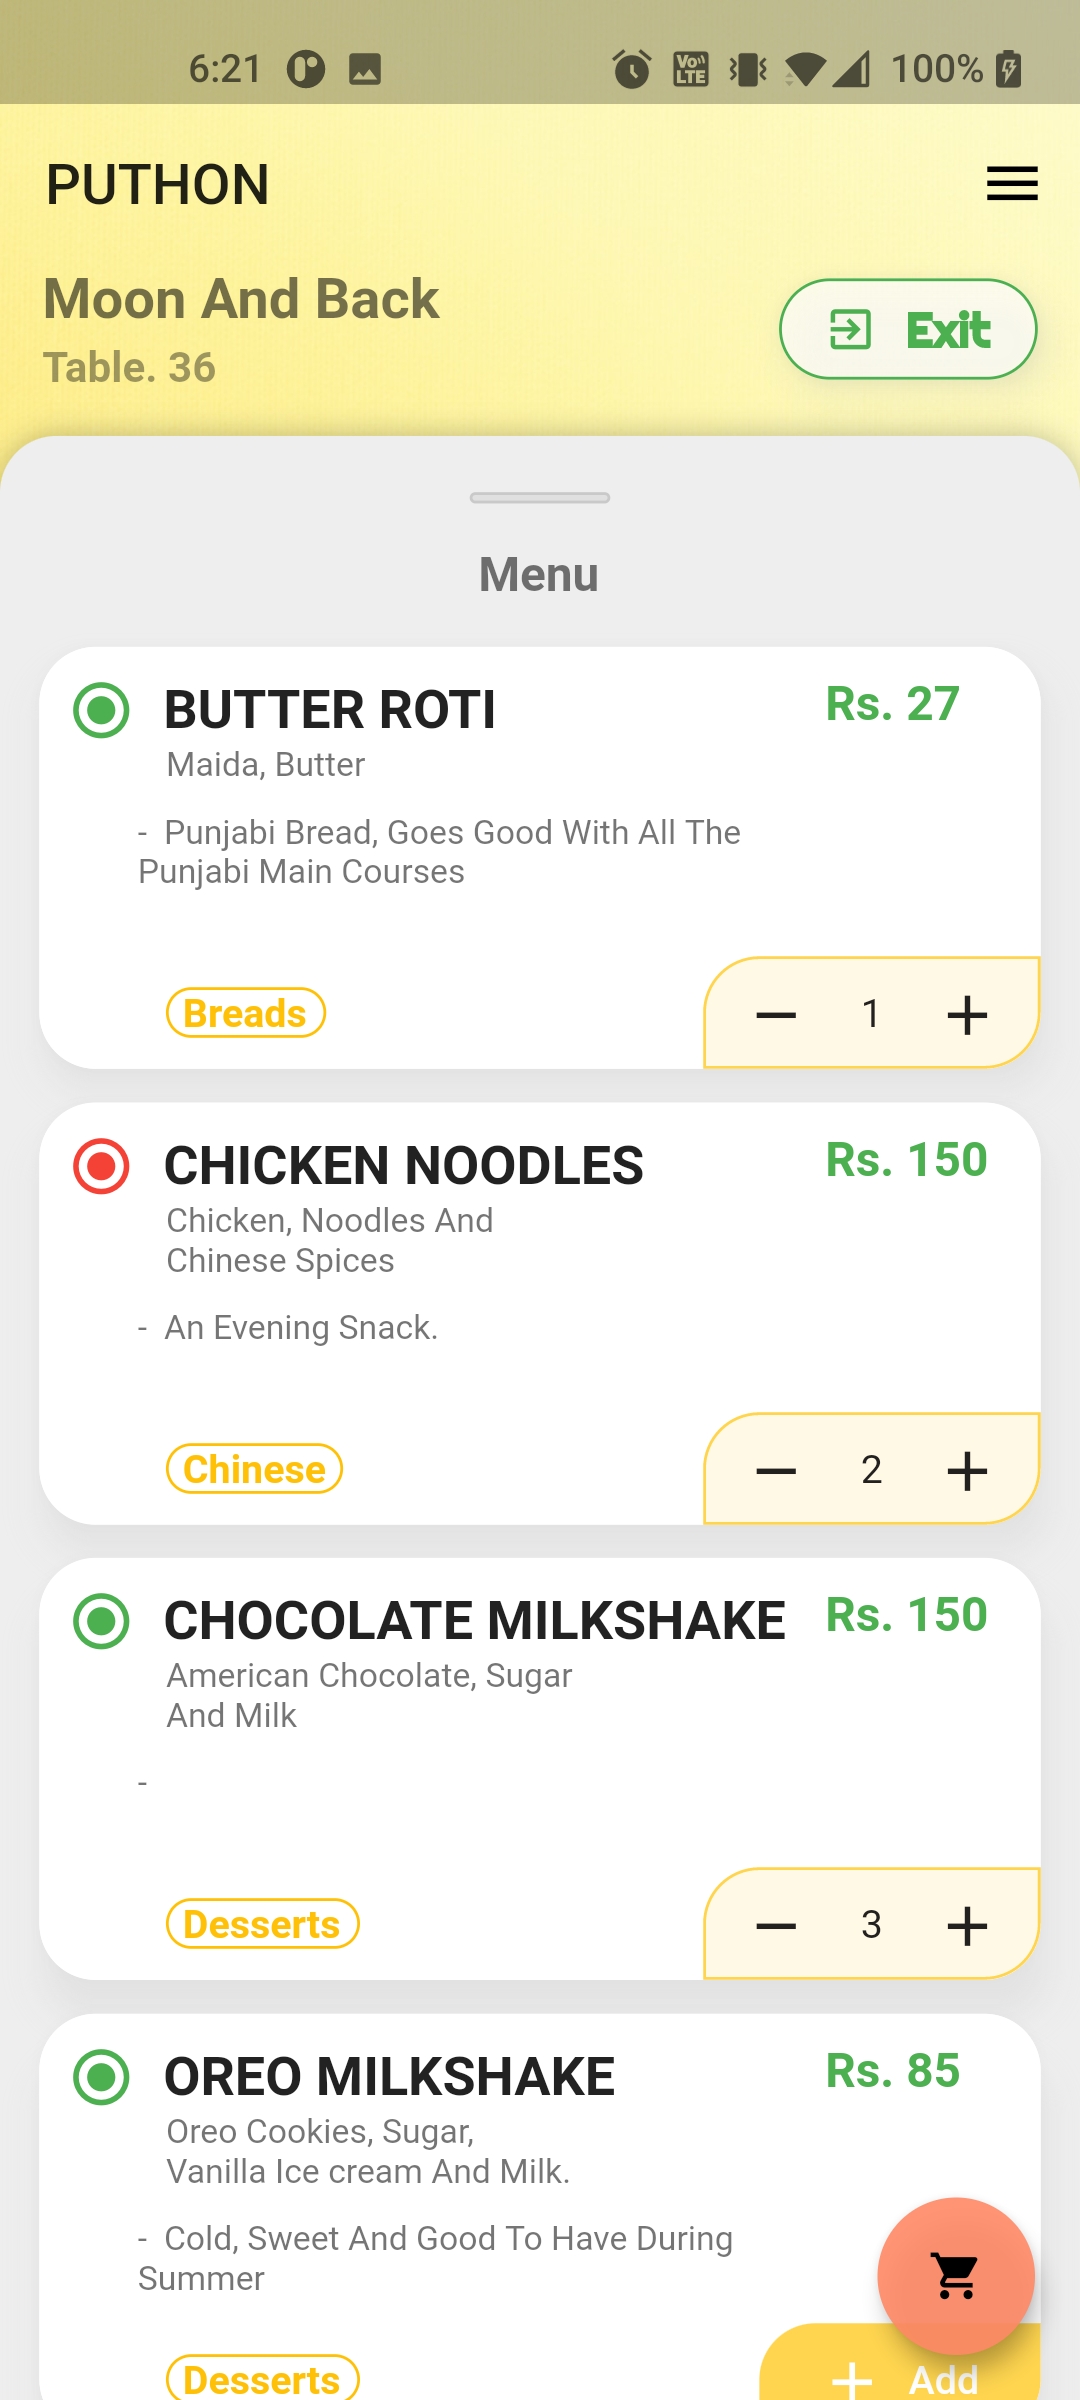 6:21 Vo LTE 100%
PUTHON
Moon And Back
Table. 36
Exit
Menu
BUTTER ROTI Rs. 27
Maida, Butter
- Punjabi Bread, Goes Good With All The
Punjabi Main Courses
Breads 1
CHICKEN NOODLES Rs. 150
Chicken, Noodles And
Chinese Spices
- An Evening Snack.
Chinese 2
CHOCOLATE MILKSHAKE Rs. 150
American Chocolate, Sugar
And Milk
-
Desserts 3
OREO MILKSHAKE Rs. 85
Oreo Cookies, Sugar,
Vanilla Ice cream And Milk.
- Cold, Sweet And Good To Have During
Summer
Desserts + Add